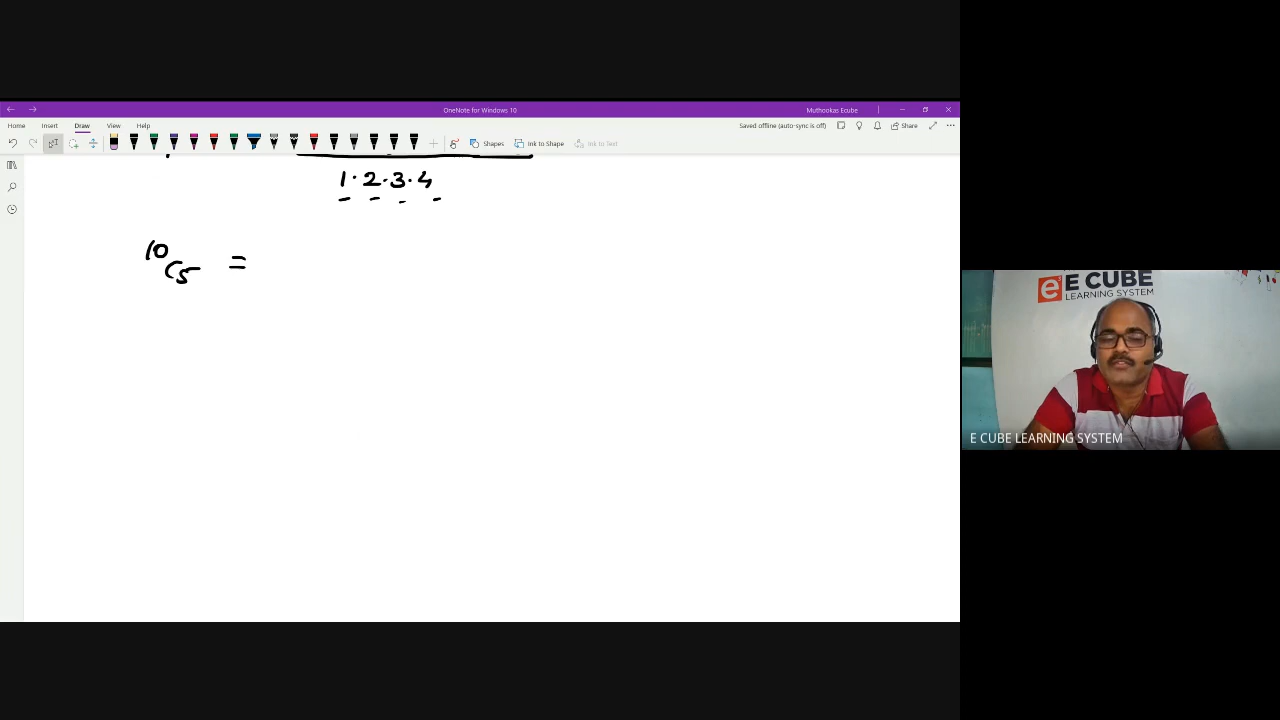 OneNote for Windows 10
Muthookas Ecube
Home Insert Draw View Help
Saved offline (auto-sync is off)
Share
Shapes
Ink to Shape
Ink to Text
1 · 2 · 3 · 4
10C5 =
e³ E CUBE
LEARNING SYSTEM
E CUBE LEARNING SYSTEM